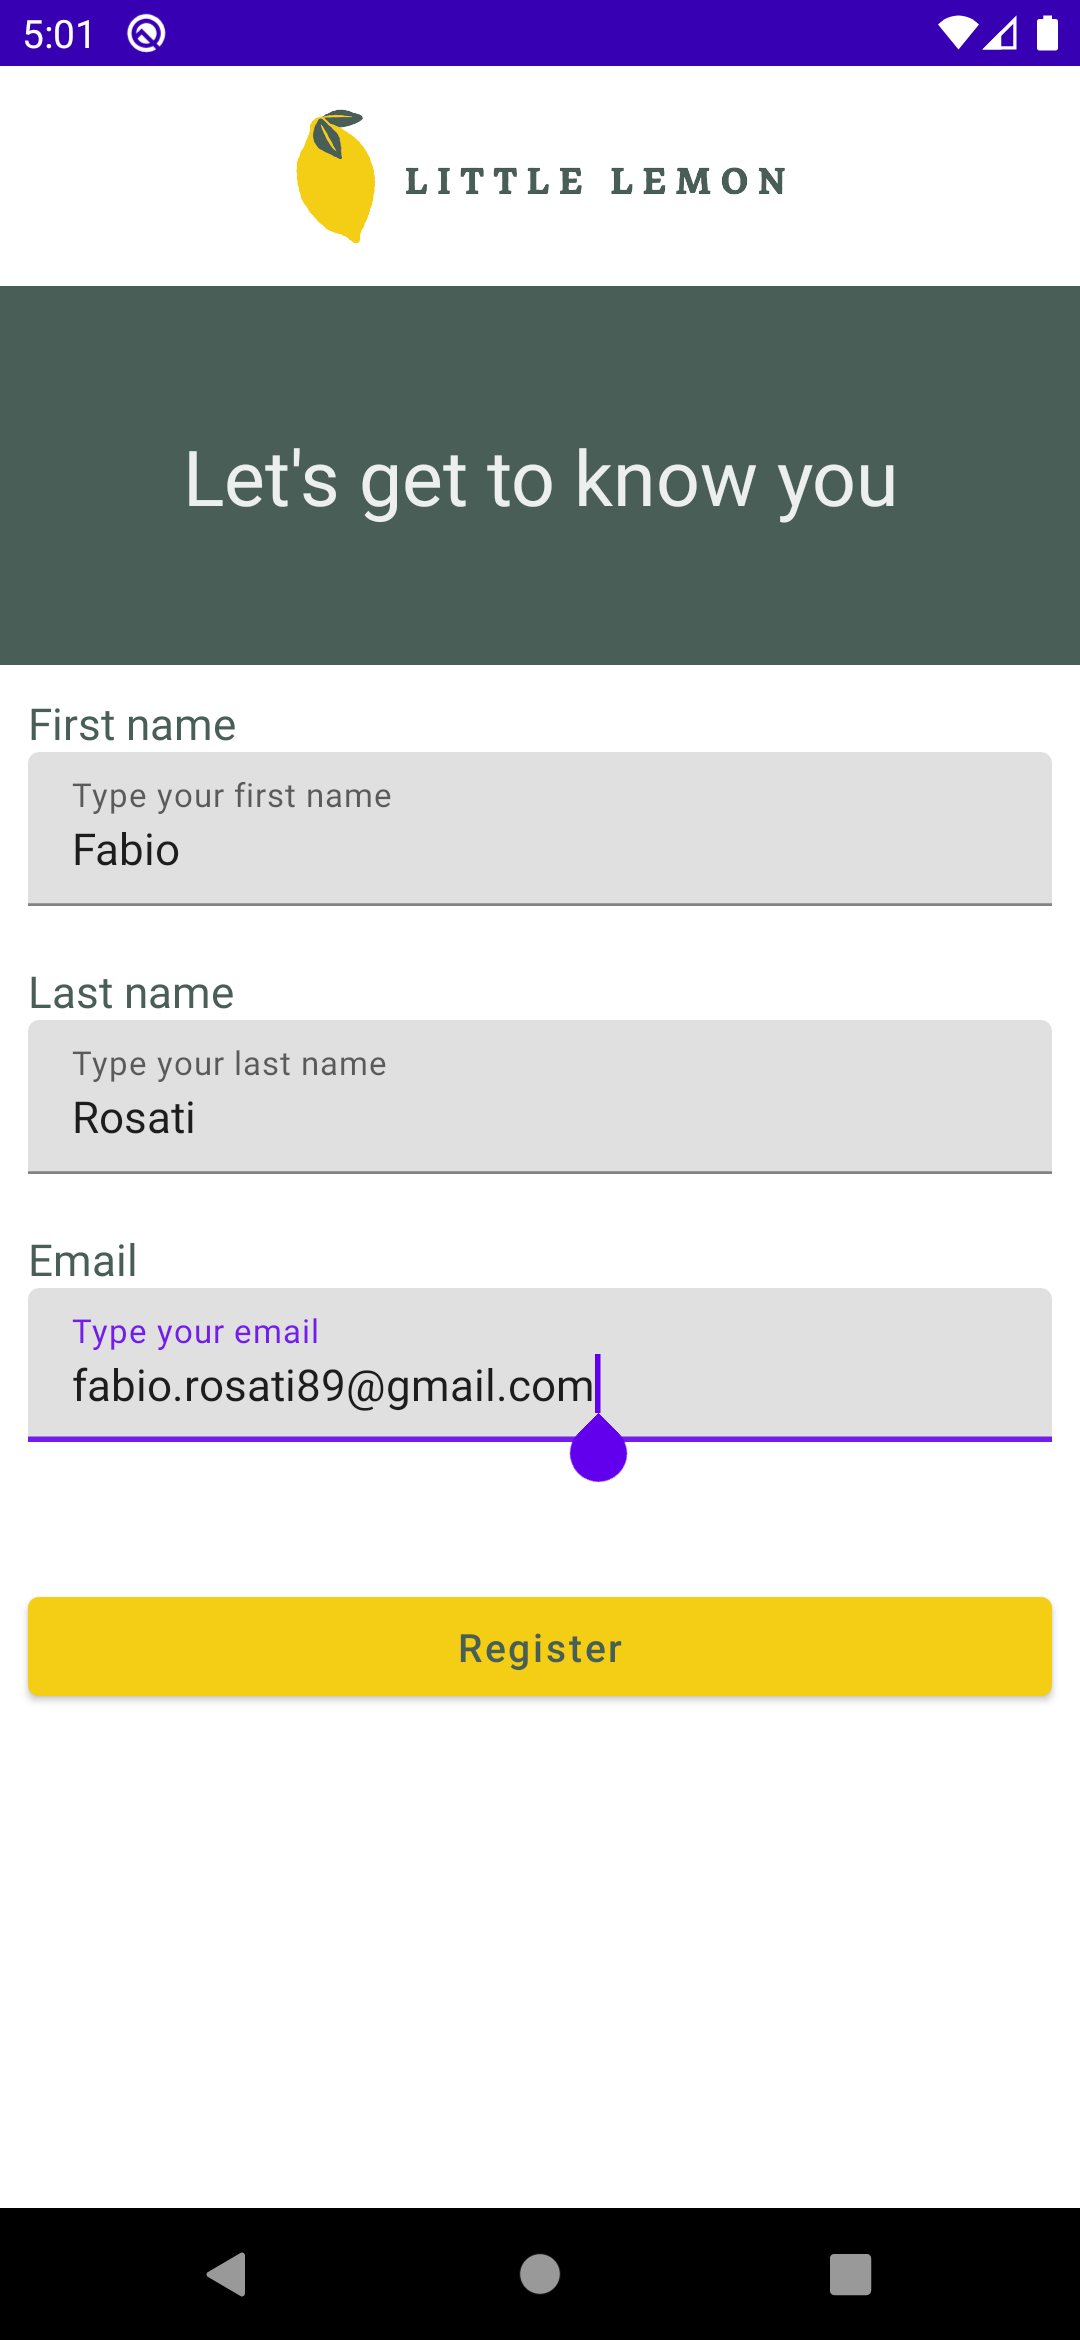 5:01
LITTLE LEMON
Let's get to know you
First name
Type your first name
Fabio
Last name
Type your last name
Rosati
Email
Type your email
fabio.rosati89@gmail.com
Register